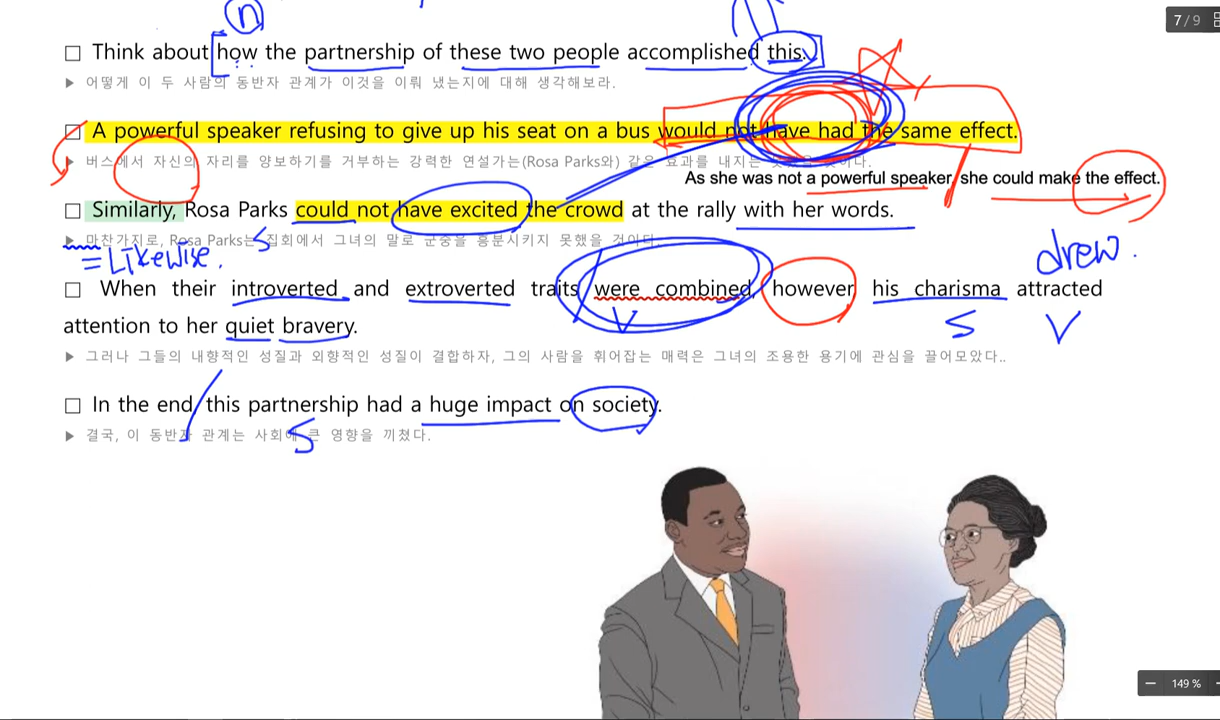 7 / 9
n
□ Think about how the partnership of these two people accomplished this.
▶ 어떻게 이 두 사람의 동반자 관계가 이것을 이뤄 냈는지에 대해 생각해보라.
□ A powerful speaker refusing to give up his seat on a bus would not have had the same effect.
▶ 버스에서 자신의 자리를 양보하기를 거부하는 강력한 연설가는(Rosa Parks와) 같은 효과를 내지는
As she was not a powerful speaker, she could make the effect.
□ Similarly, Rosa Parks could not have excited the crowd at the rally with her words.
▶ 마찬가지로, Rosa Parks는 집회에서 그녀의 말로 군중을 흥분시키지 못했을 것이다.
S
= Likewise.
drew.
□ When their introverted and extroverted traits were combined, however, his charisma attracted
V S V
attention to her quiet bravery.
▶ 그러나 그들의 내향적인 성질과 외향적인 성질이 결합하자, 그의 사람을 휘어잡는 매력은 그녀의 조용한 용기에 관심을 끌어모았다..
□ In the end, this partnership had a huge impact on society.
S
▶ 결국, 이 동반자 관계는 사회에 큰 영향을 끼쳤다.
149 %